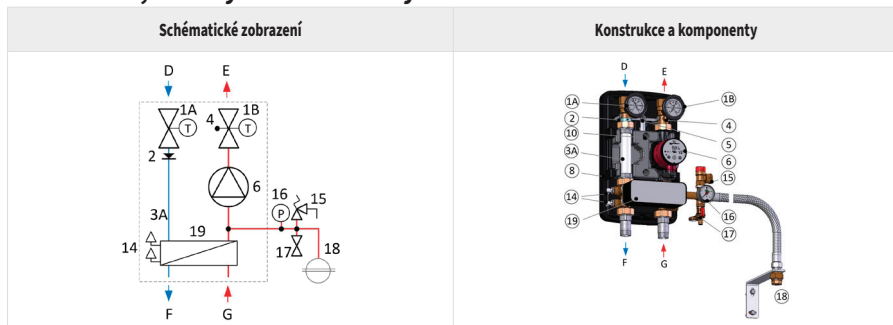 Schématické zobrazení
Konstrukce a komponenty
D
E
1A
1B
4
T
T
2
6
16
15
3A
P
19
14
17
18
F
G
D
E
1A
1B
2
4
10
5
3A
6
8
15
14
16
19
17
F
G
18